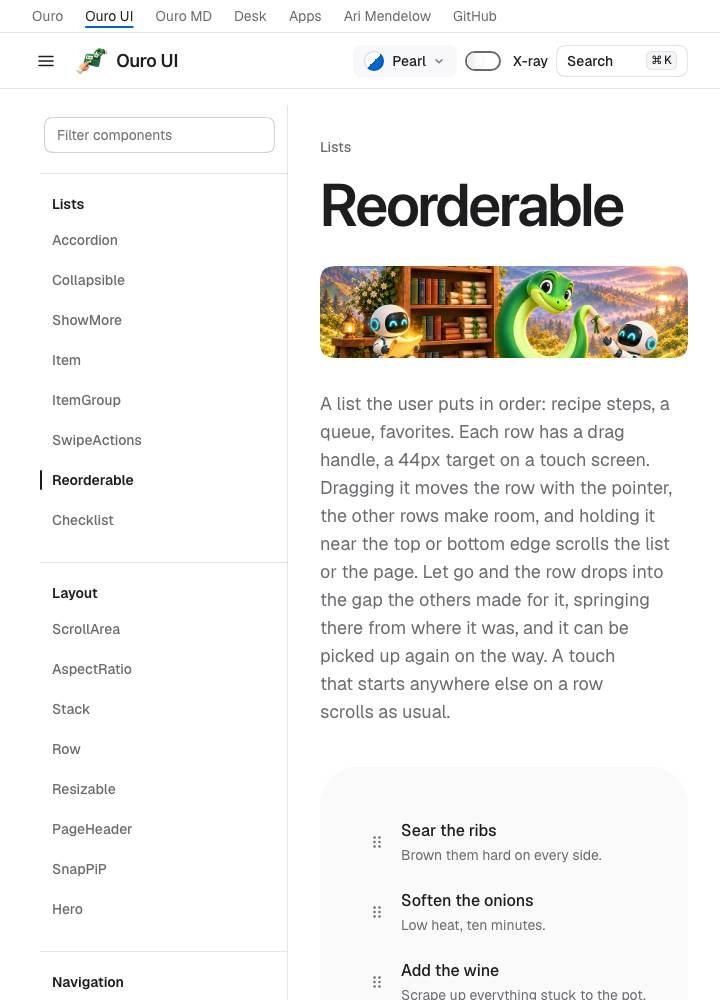 Ouro Ouro UI Ouro MD Desk Apps Ari Mendelow GitHub
Ouro UI Pearl X-ray Search ⌘ K
Filter components
Lists
Accordion
Collapsible
ShowMore
Item
ItemGroup
SwipeActions
Reorderable
Checklist
Layout
ScrollArea
AspectRatio
Stack
Row
Resizable
PageHeader
SnapPiP
Hero
Navigation
Lists
Reorderable
A list the user puts in order: recipe steps, a
queue, favorites. Each row has a drag
handle, a 44px target on a touch screen.
Dragging it moves the row with the pointer,
the other rows make room, and holding it
near the top or bottom edge scrolls the list
or the page. Let go and the row drops into
the gap the others made for it, springing
there from where it was, and it can be
picked up again on the way. A touch
that starts anywhere else on a row
scrolls as usual.
Sear the ribs
Brown them hard on every side.
Soften the onions
Low heat, ten minutes.
Add the wine
Scrape up everything stuck to the pot.